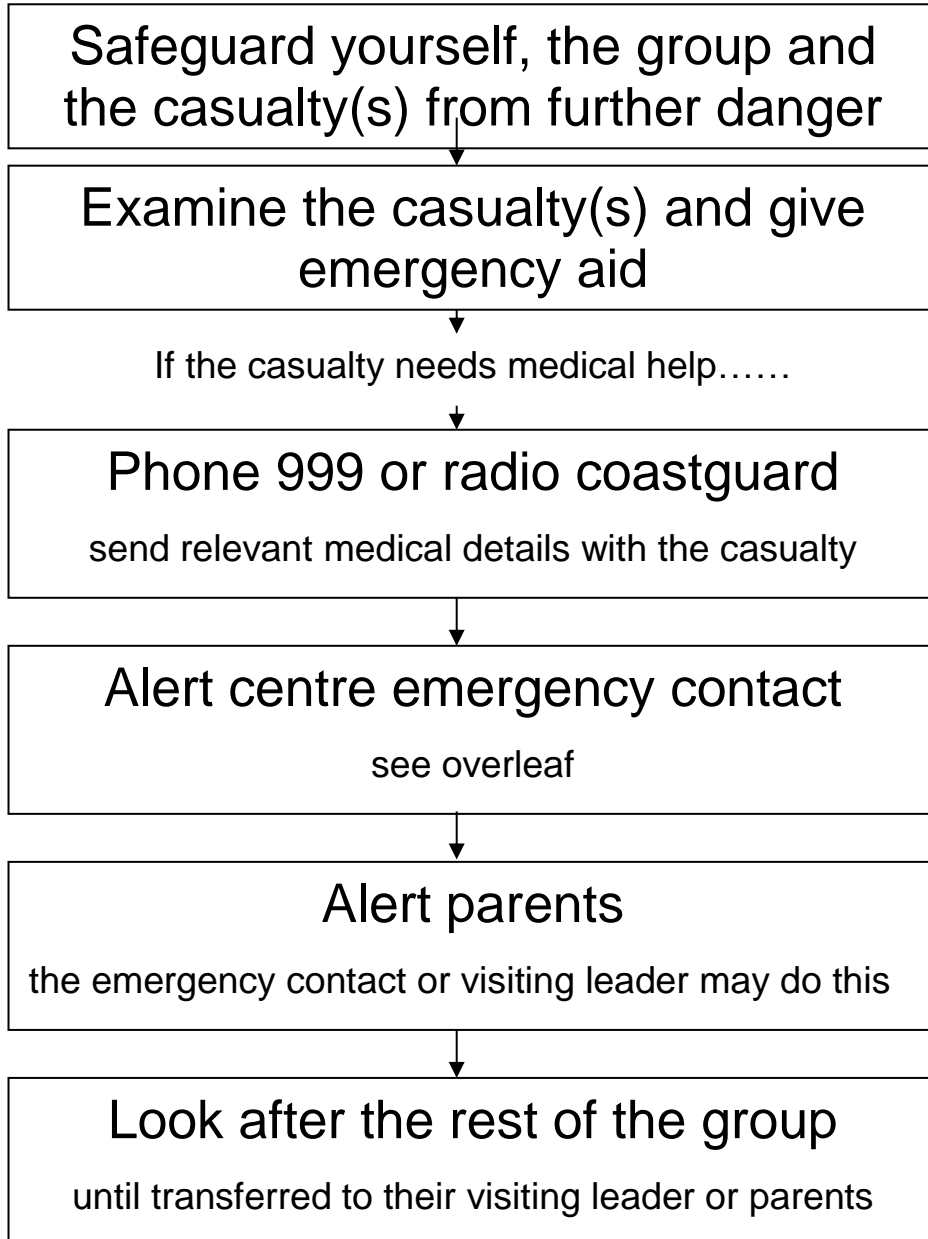 Safeguard yourself, the group and
the casualty(s) from further danger
Examine the casualty(s) and give
emergency aid
If the casualty needs medical help……
Phone 999 or radio coastguard
send relevant medical details with the casualty
Alert centre emergency contact
see overleaf
Alert parents
the emergency contact or visiting leader may do this
Look after the rest of the group
until transferred to their visiting leader or parents